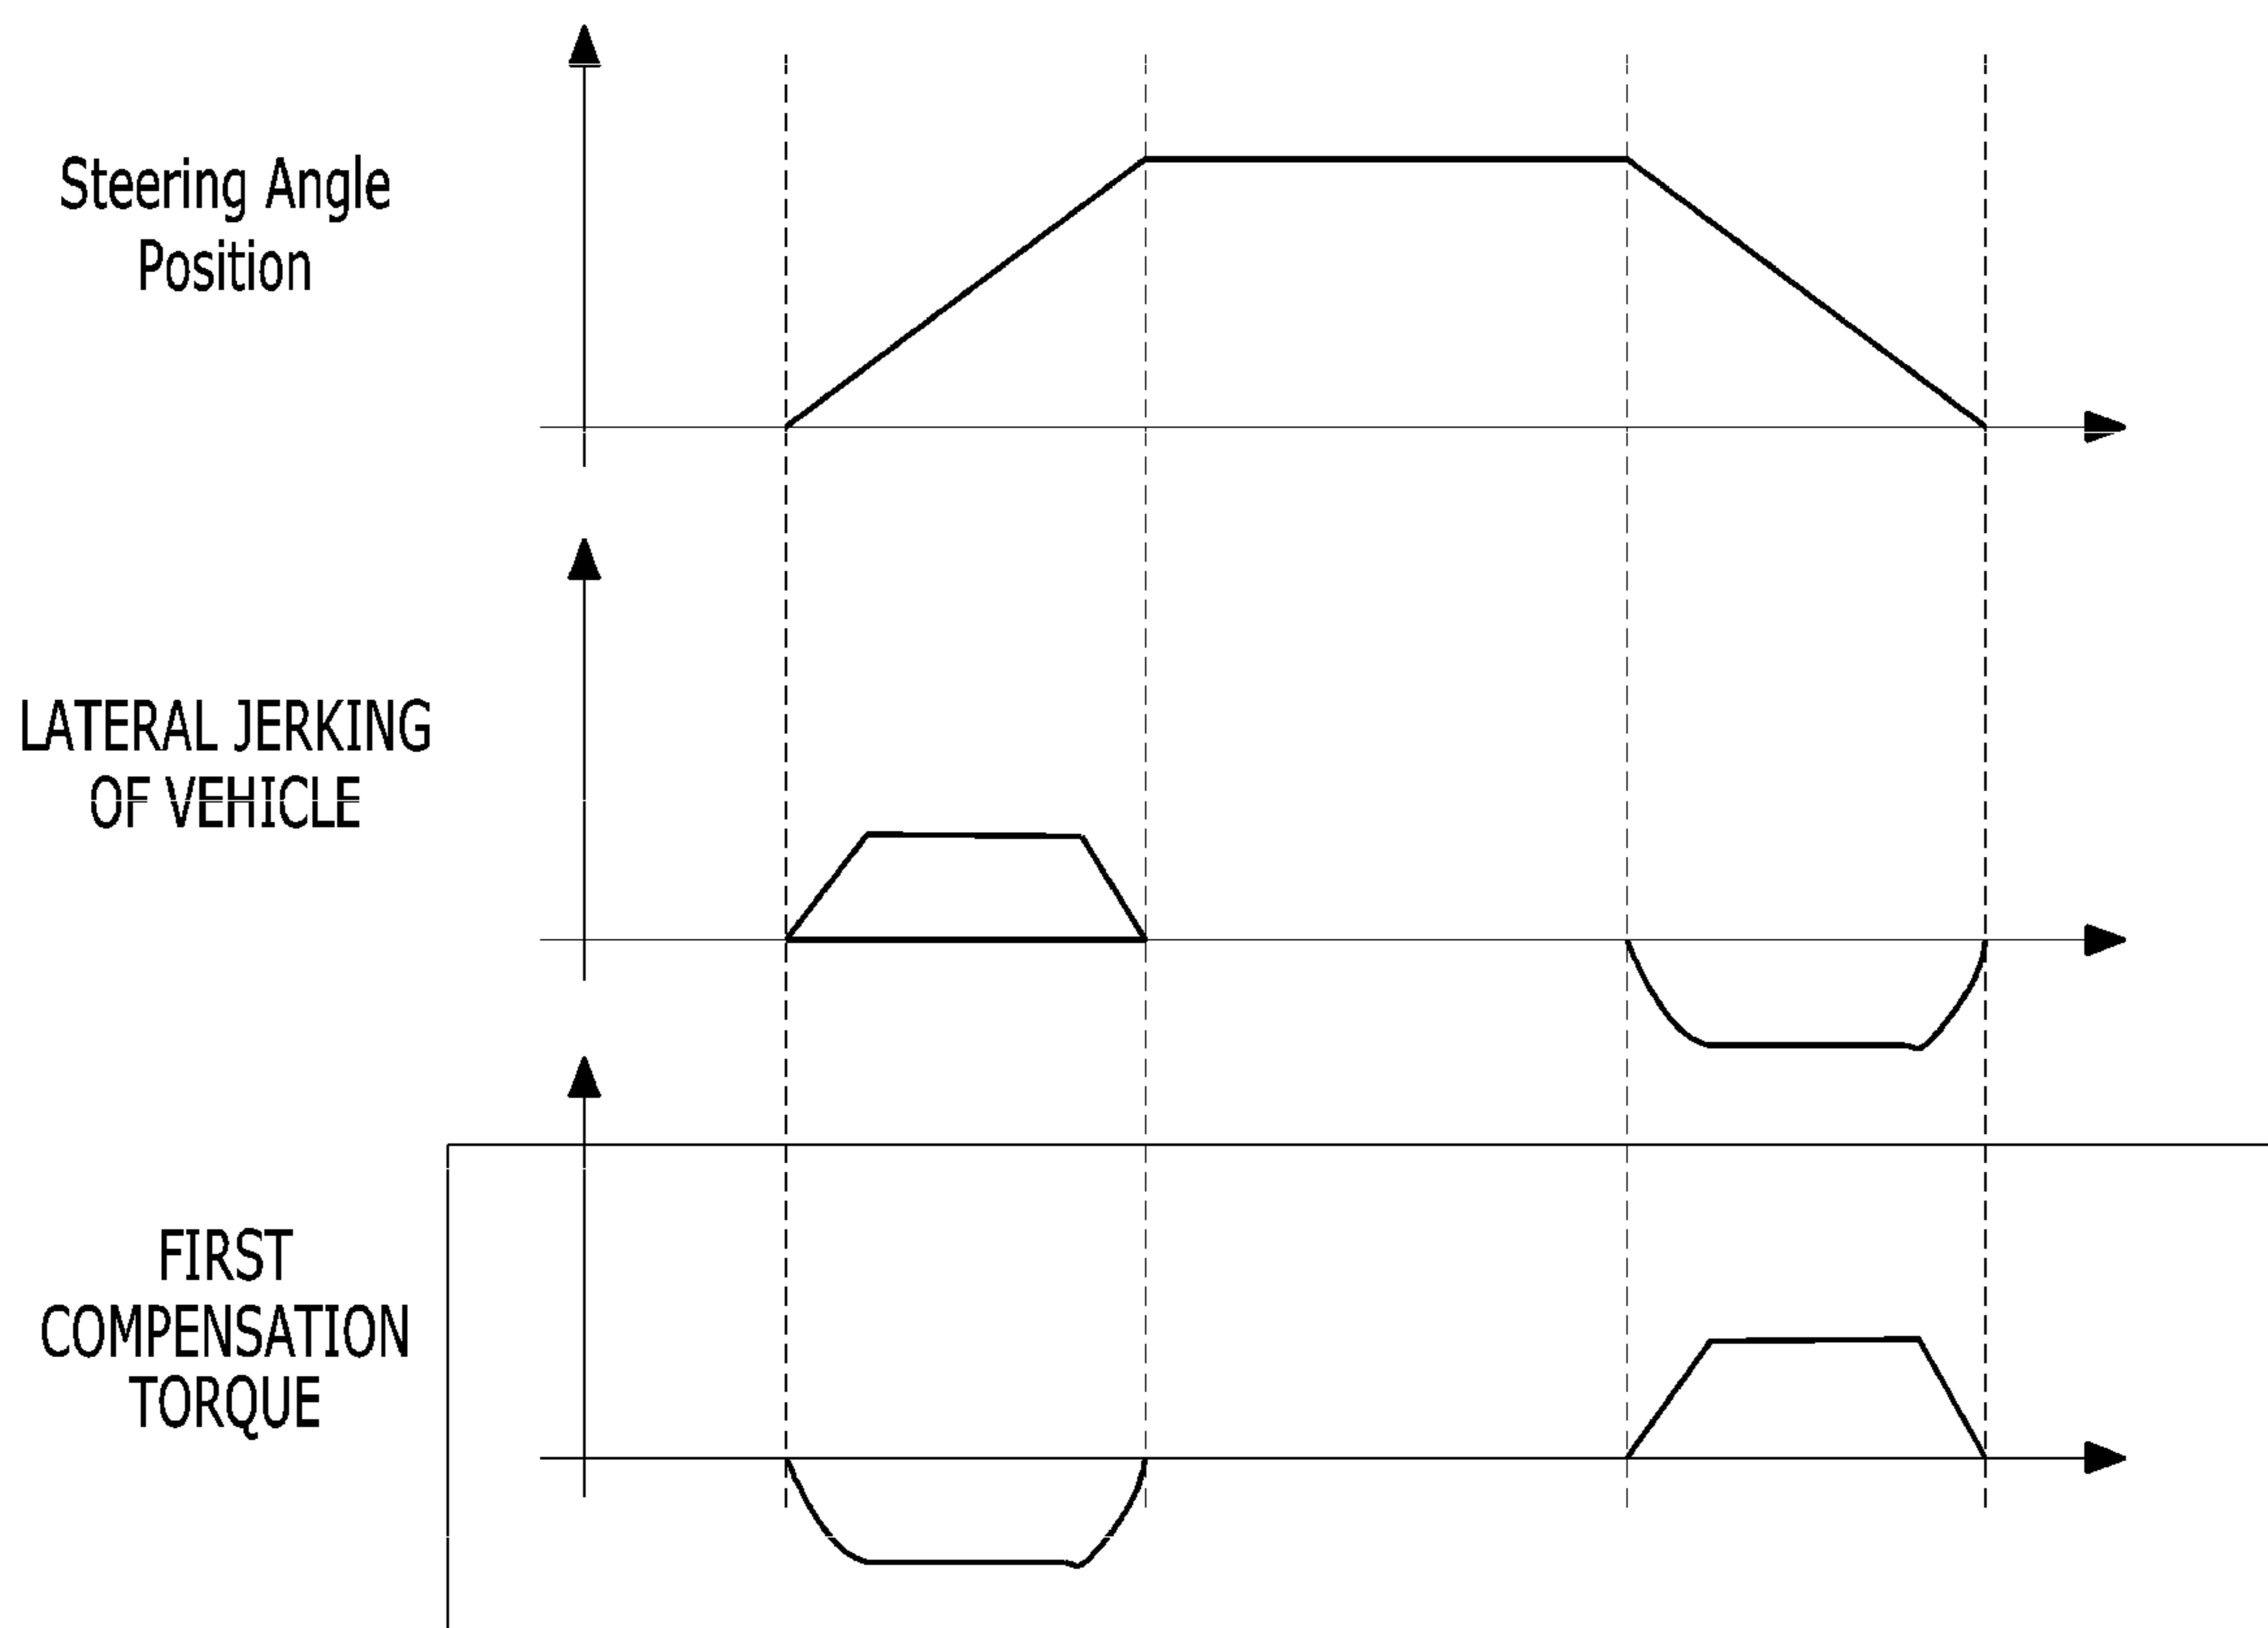 Steering Angle
Position
LATERAL JERKING
OF VEHICLE
FIRST
COMPENSATION
TORQUE